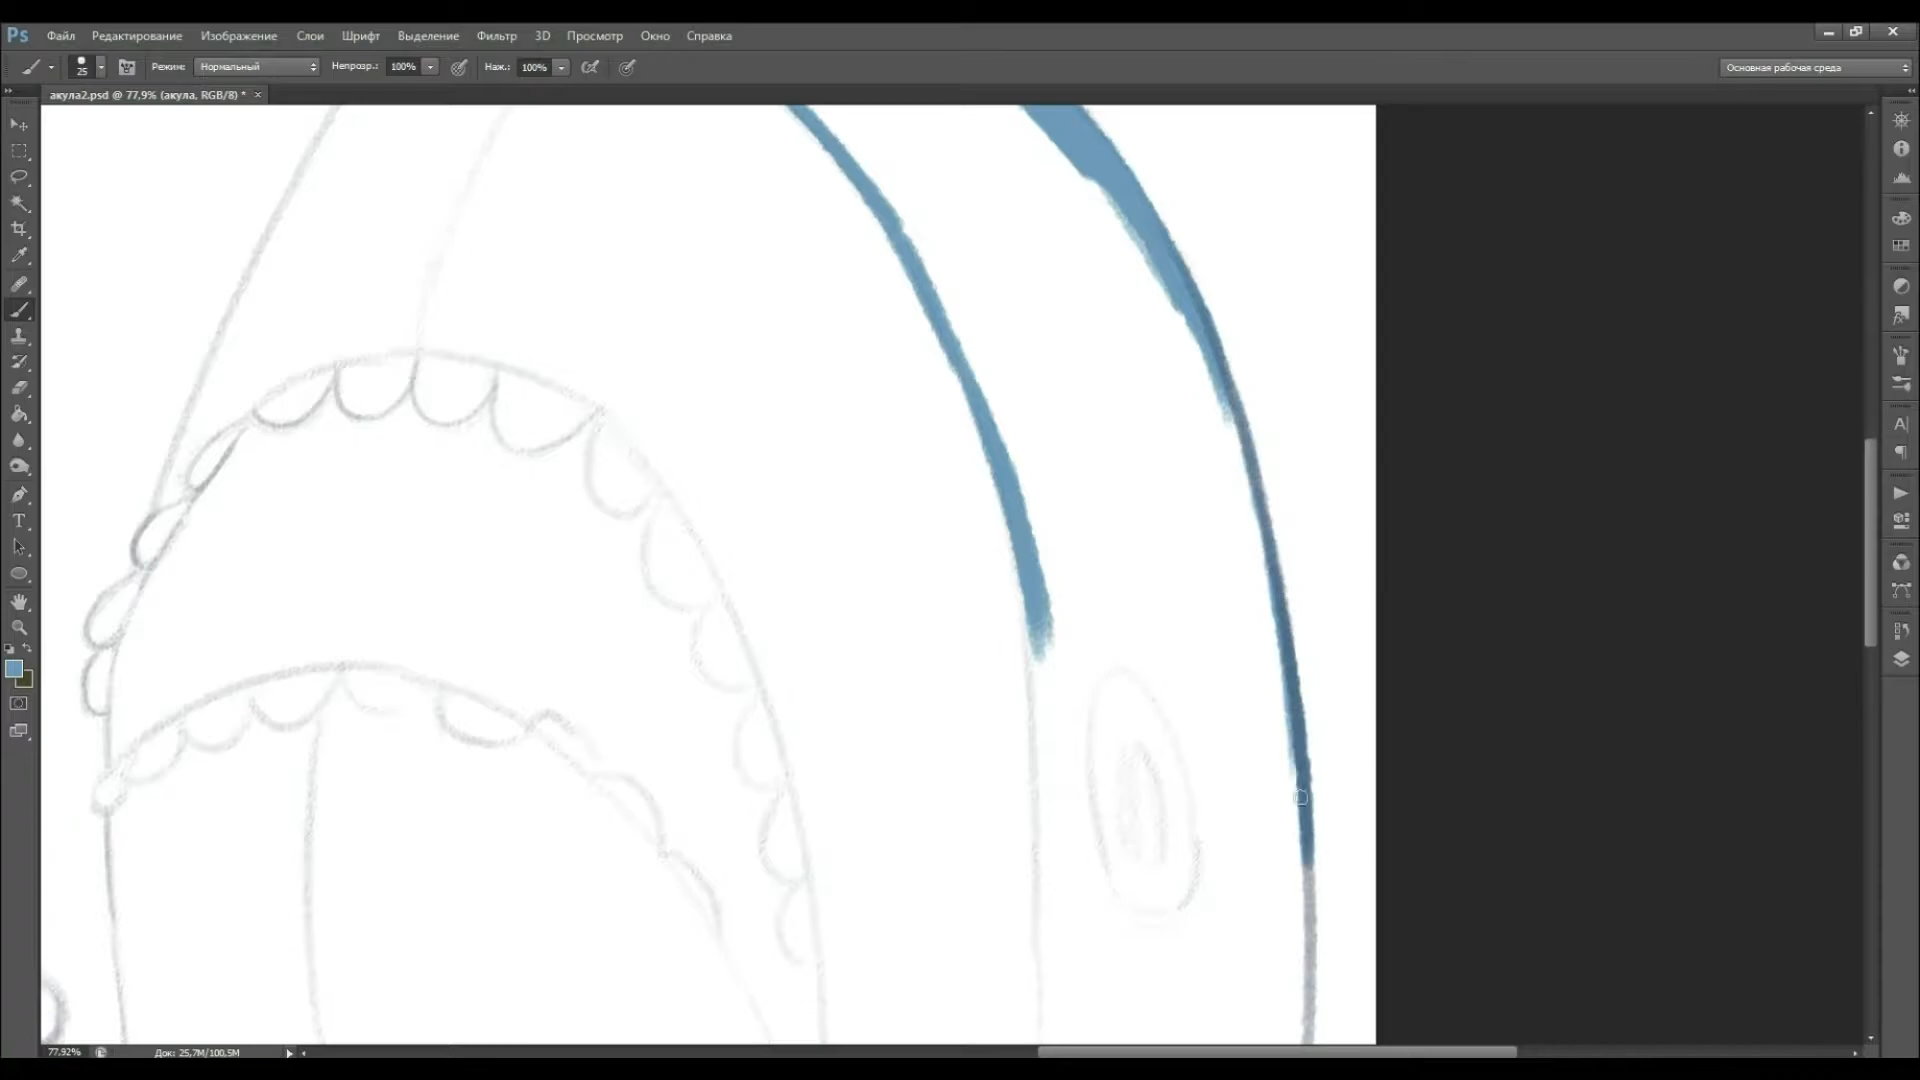 Ps Файл Редактирование Изображение Слои Шрифт Выделение Фильтр 3D Просмотр Окно Справка
25 Режим: Нормальный Непрозр.: 100% Наж.: 100% Основная рабочая среда
акула2.psd @ 77,9% (акула, RGB/8) * ×
77,92% Док: 25,7M/100,5M